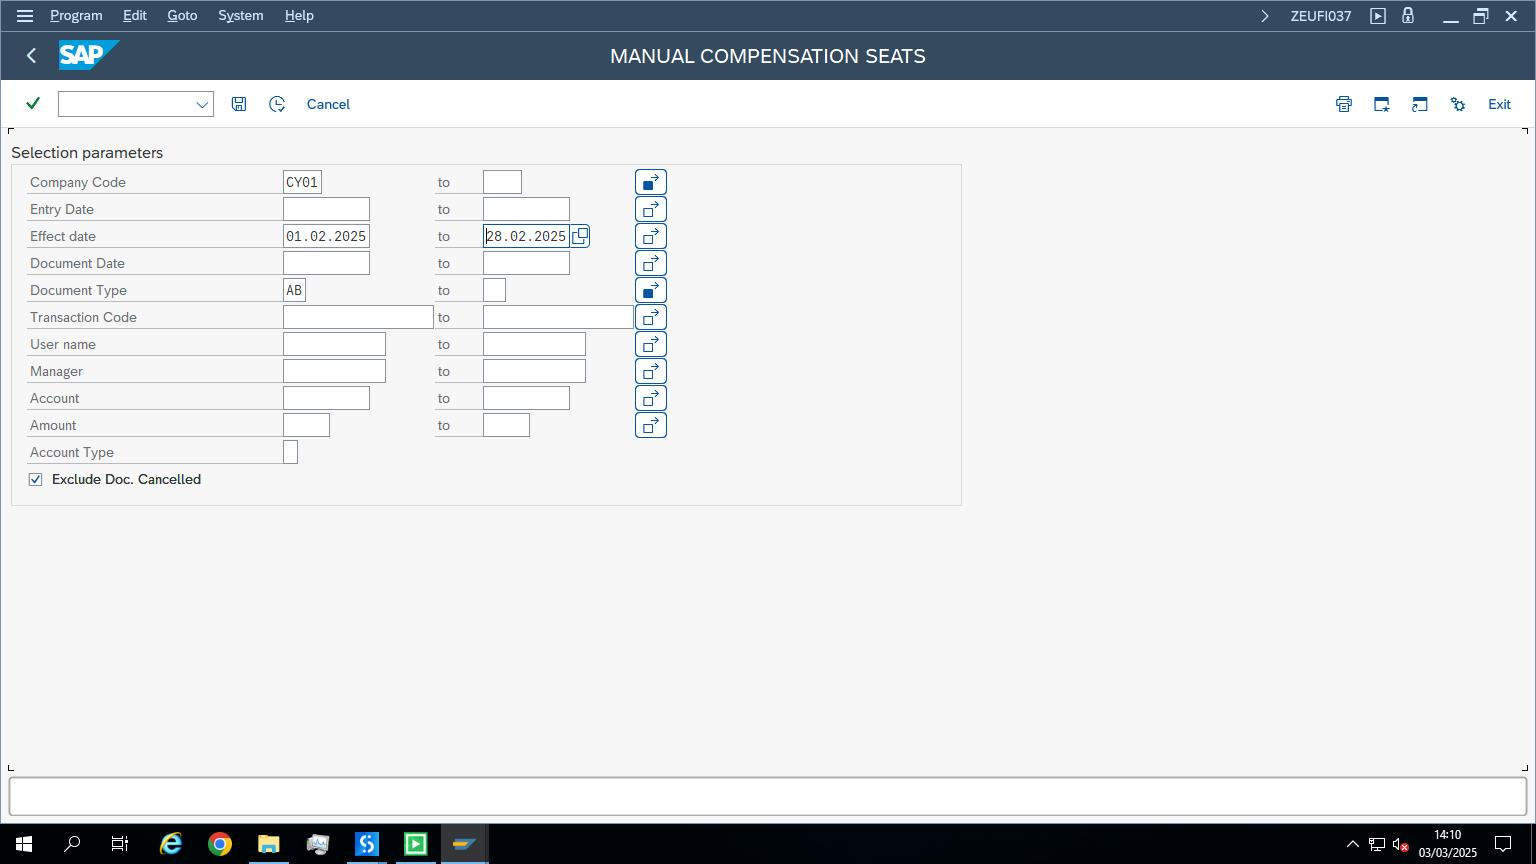 Program Edit Goto System Help ZEUFI037
SAP MANUAL COMPENSATION SEATS
Cancel Exit
Selection parameters
Company Code CY01 to
Entry Date to
Effect date 01.02.2025 to 28.02.2025
Document Date to
Document Type AB to
Transaction Code to
User name to
Manager to
Account to
Amount to
Account Type
Exclude Doc. Cancelled
14:10
03/03/2025